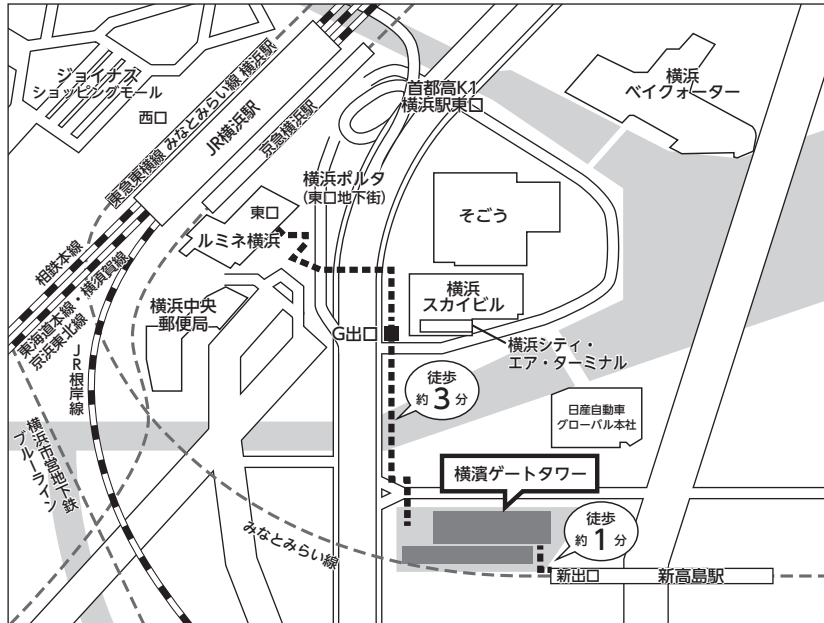 ジョイナス
ショッピングモール
西口
東急東横線 みなとみらい線 横浜駅
JR横浜駅
京急横浜駅
首都高K1
横浜駅東口
横浜
ベイクォーター
横浜ポルタ
(東口地下街)
東口
ルミネ横浜
そごう
相鉄本線
東海道本線・横須賀線
京浜東北線
横浜中央
郵便局
横浜
スカイビル
G出口
横浜シティ・
エア・ターミナル
JR根岸線
徒歩
約3分
日産自動車
グローバル本社
横浜市営地下鉄
ブルーライン
横濱ゲートタワー
みなとみらい線
徒歩
約1分
新出口
新高島駅